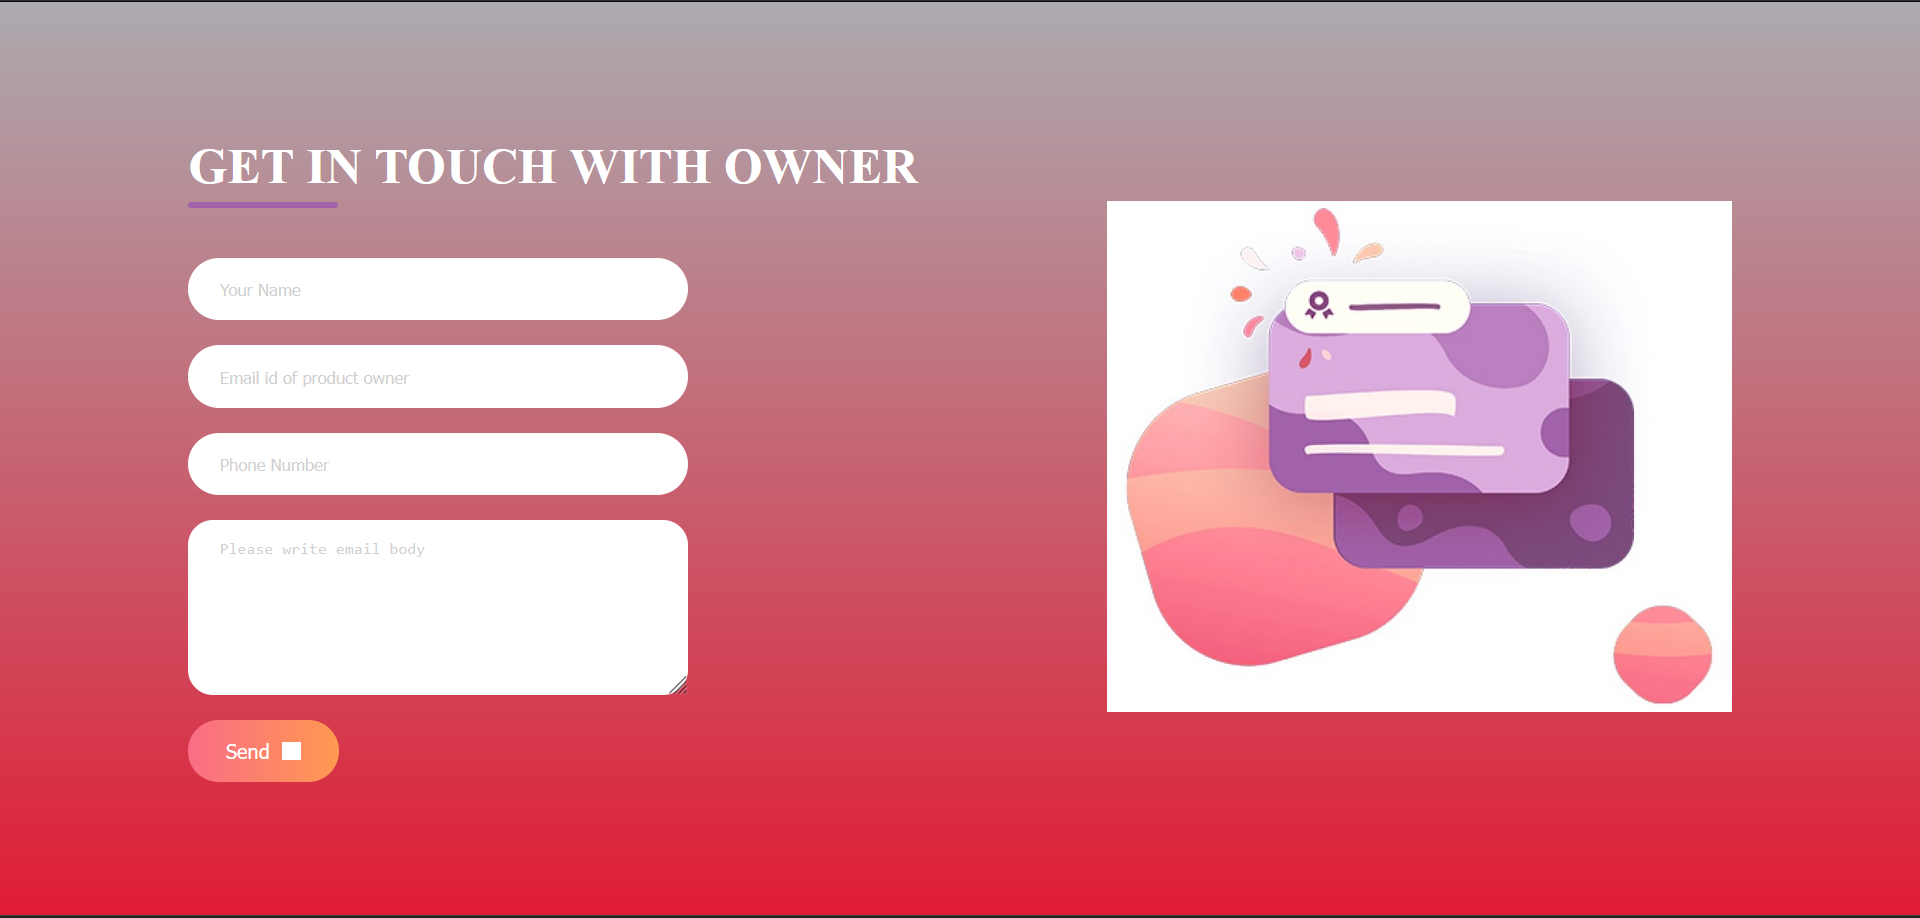 GET IN TOUCH WITH OWNER
Your Name
Email id of product owner
Phone Number
Please write email body
Send